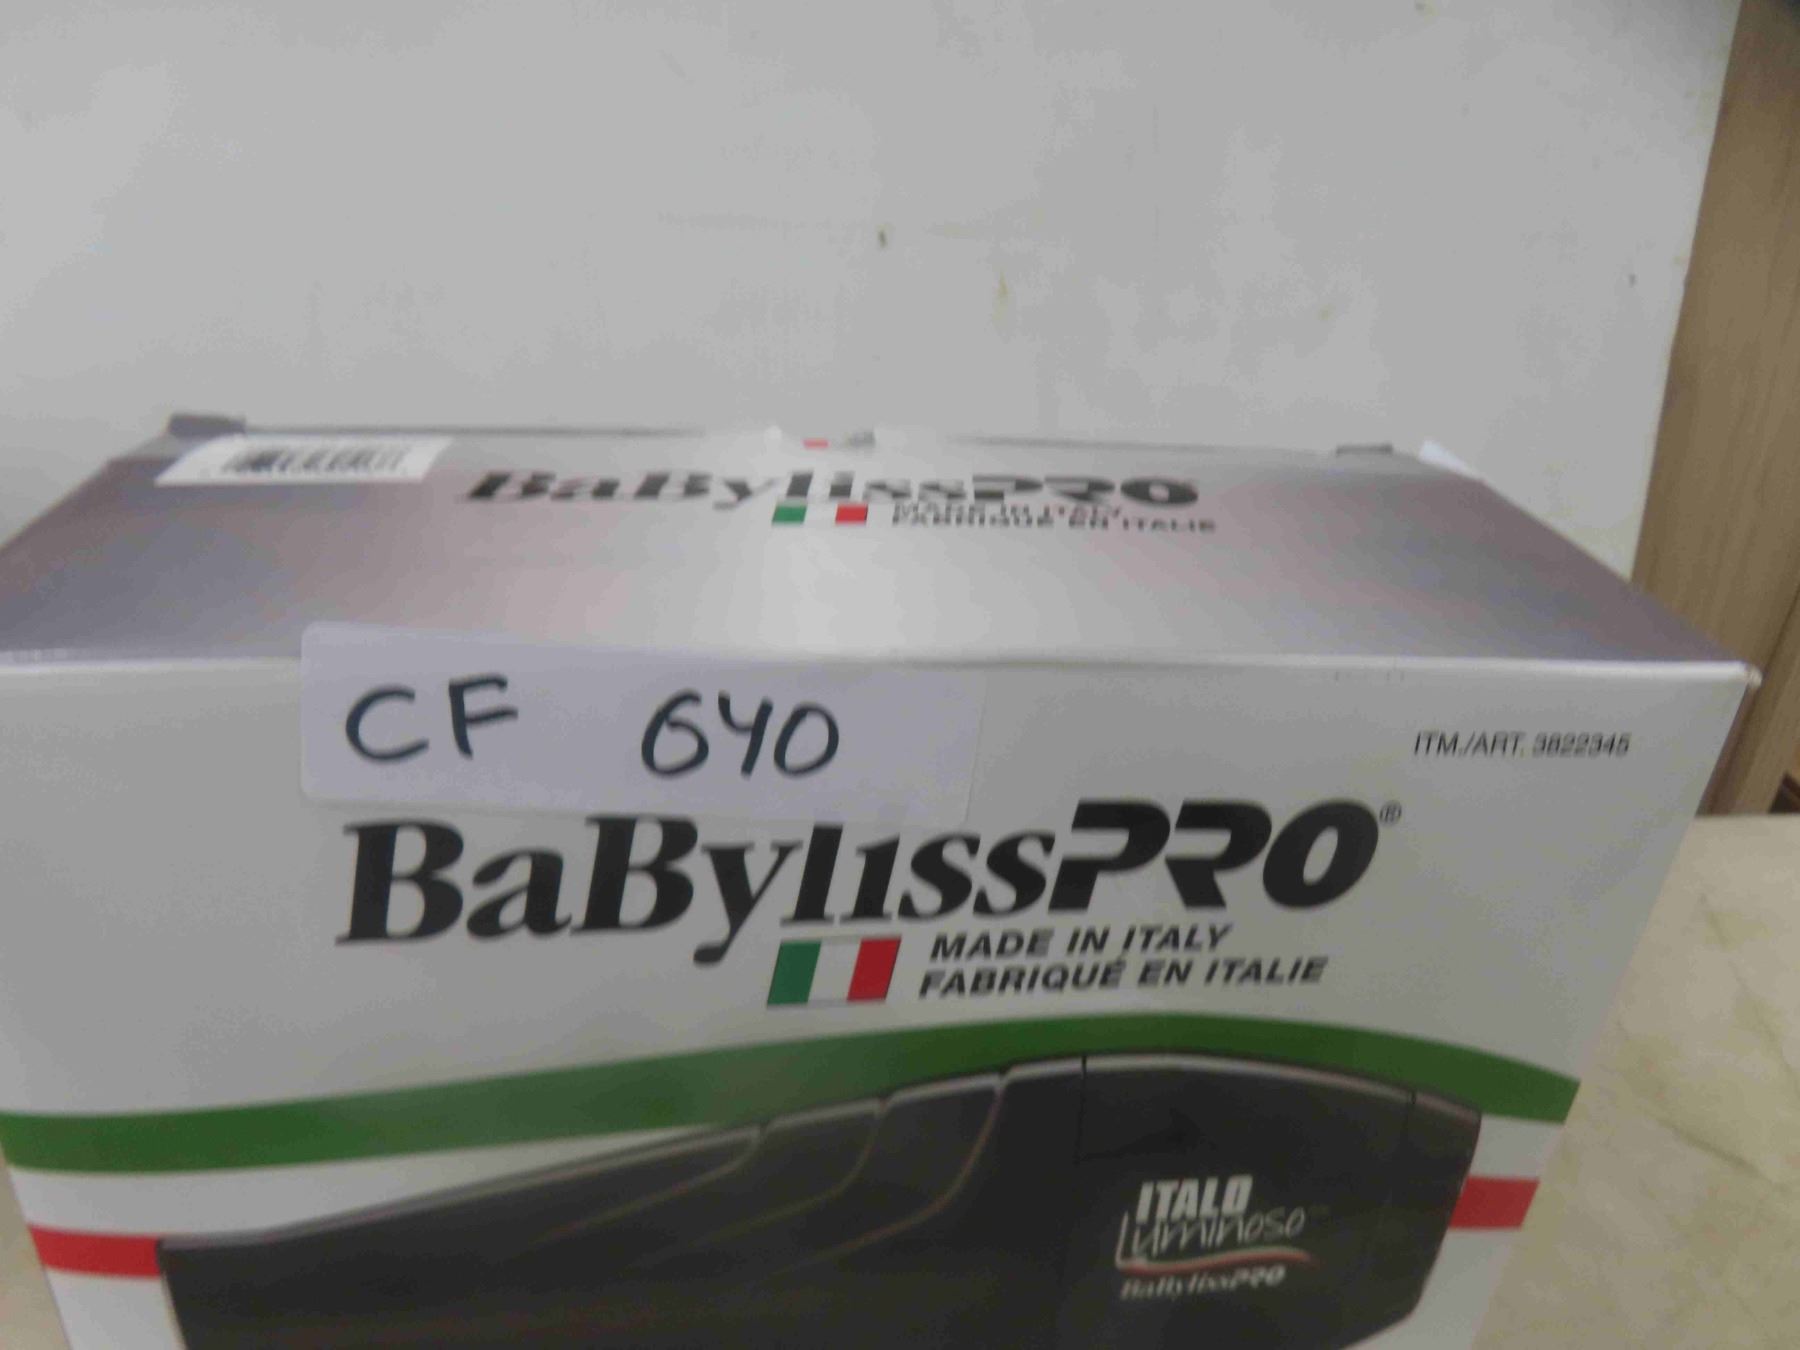 BaBylissPRO
MADE IN ITALY
FABRIQUÉ EN ITALIE
CF 640
ITM./ART. 3822345
BaBylissPRO®
MADE IN ITALY
FABRIQUÉ EN ITALIE
ITALO
Luminoso
BaBylissPRO